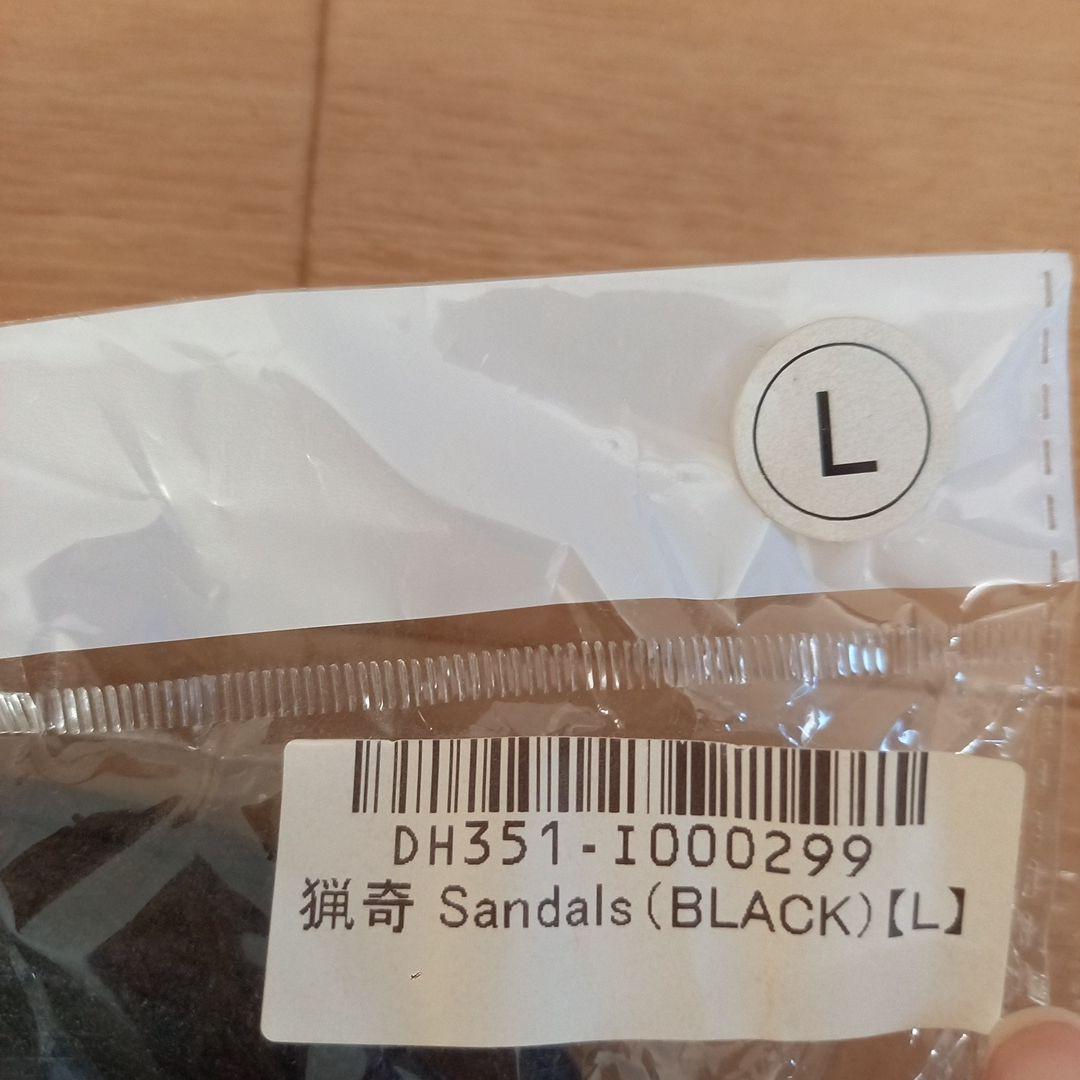 L
DH351-I000299
猟奇 Sandals(BLACK)【L】